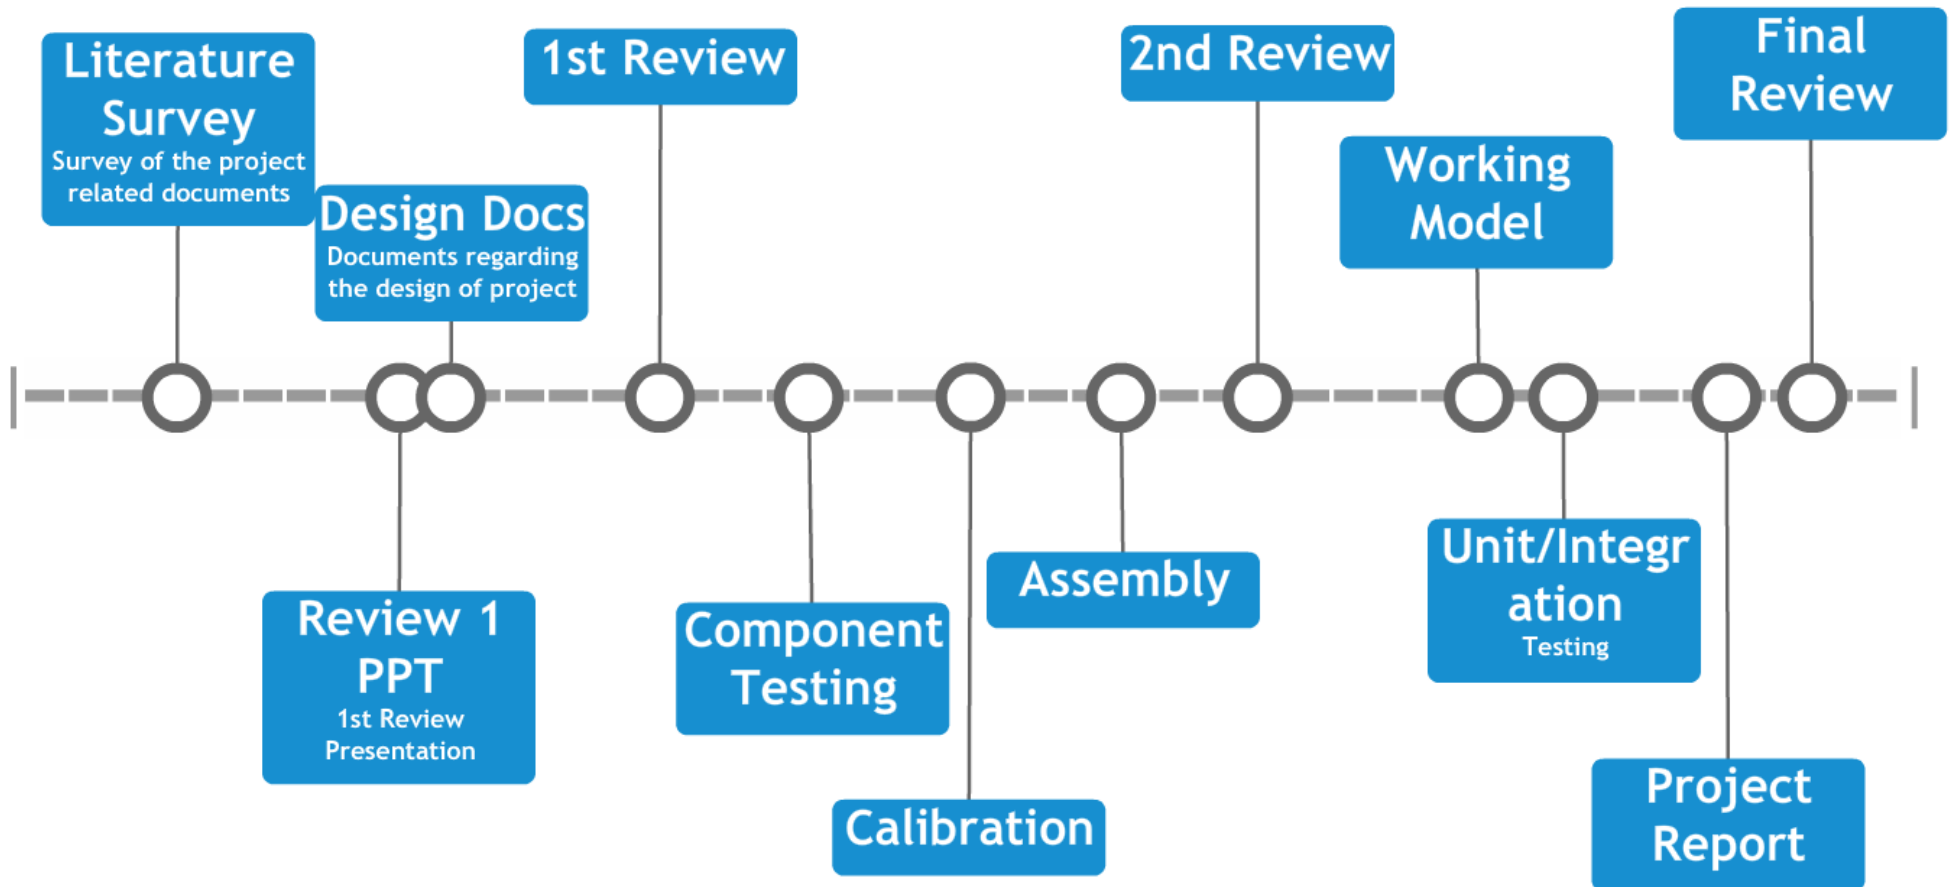 Literature
Survey
Survey of the project
related documents
Design Docs
Documents regarding
the design of project
1st Review
2nd Review
Working
Model
Final
Review
Review 1
PPT
1st Review
Presentation
Component
Testing
Calibration
Assembly
Unit/Integr
ation
Testing
Project
Report